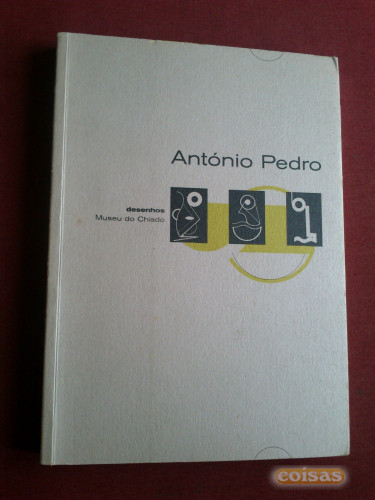 António Pedro
desenhos
Museu do Chiado
coisas